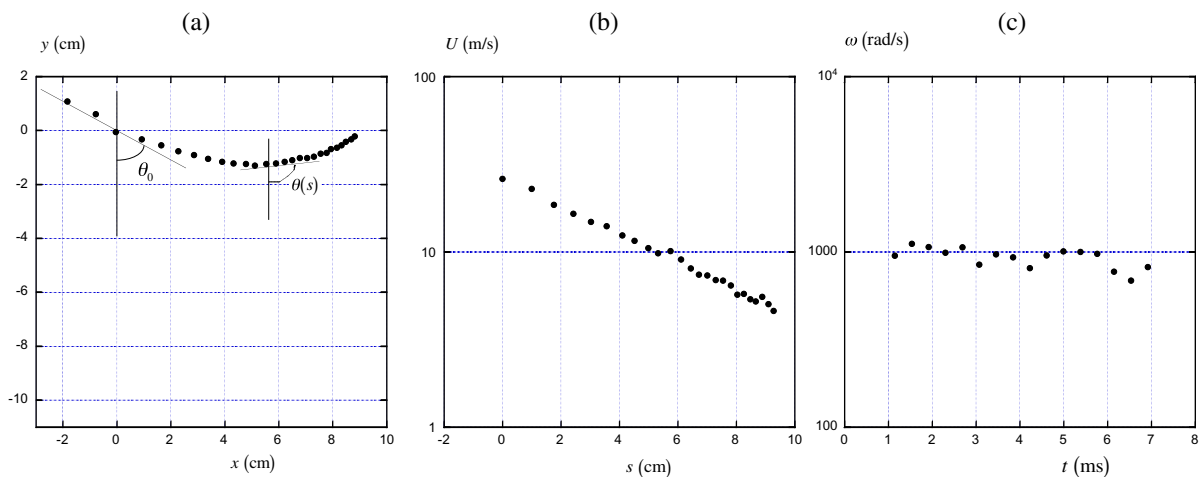 (a)
y (cm)
2
0
-2
-4
-6
-8
-10
-2 0 2 4 6 8 10
x (cm)
θ₀
θ(s)
(b)
U (m/s)
100
10
1
-2 0 2 4 6 8 10
s (cm)
(c)
ω (rad/s)
10⁴
1000
100
0 1 2 3 4 5 6 7 8
t (ms)